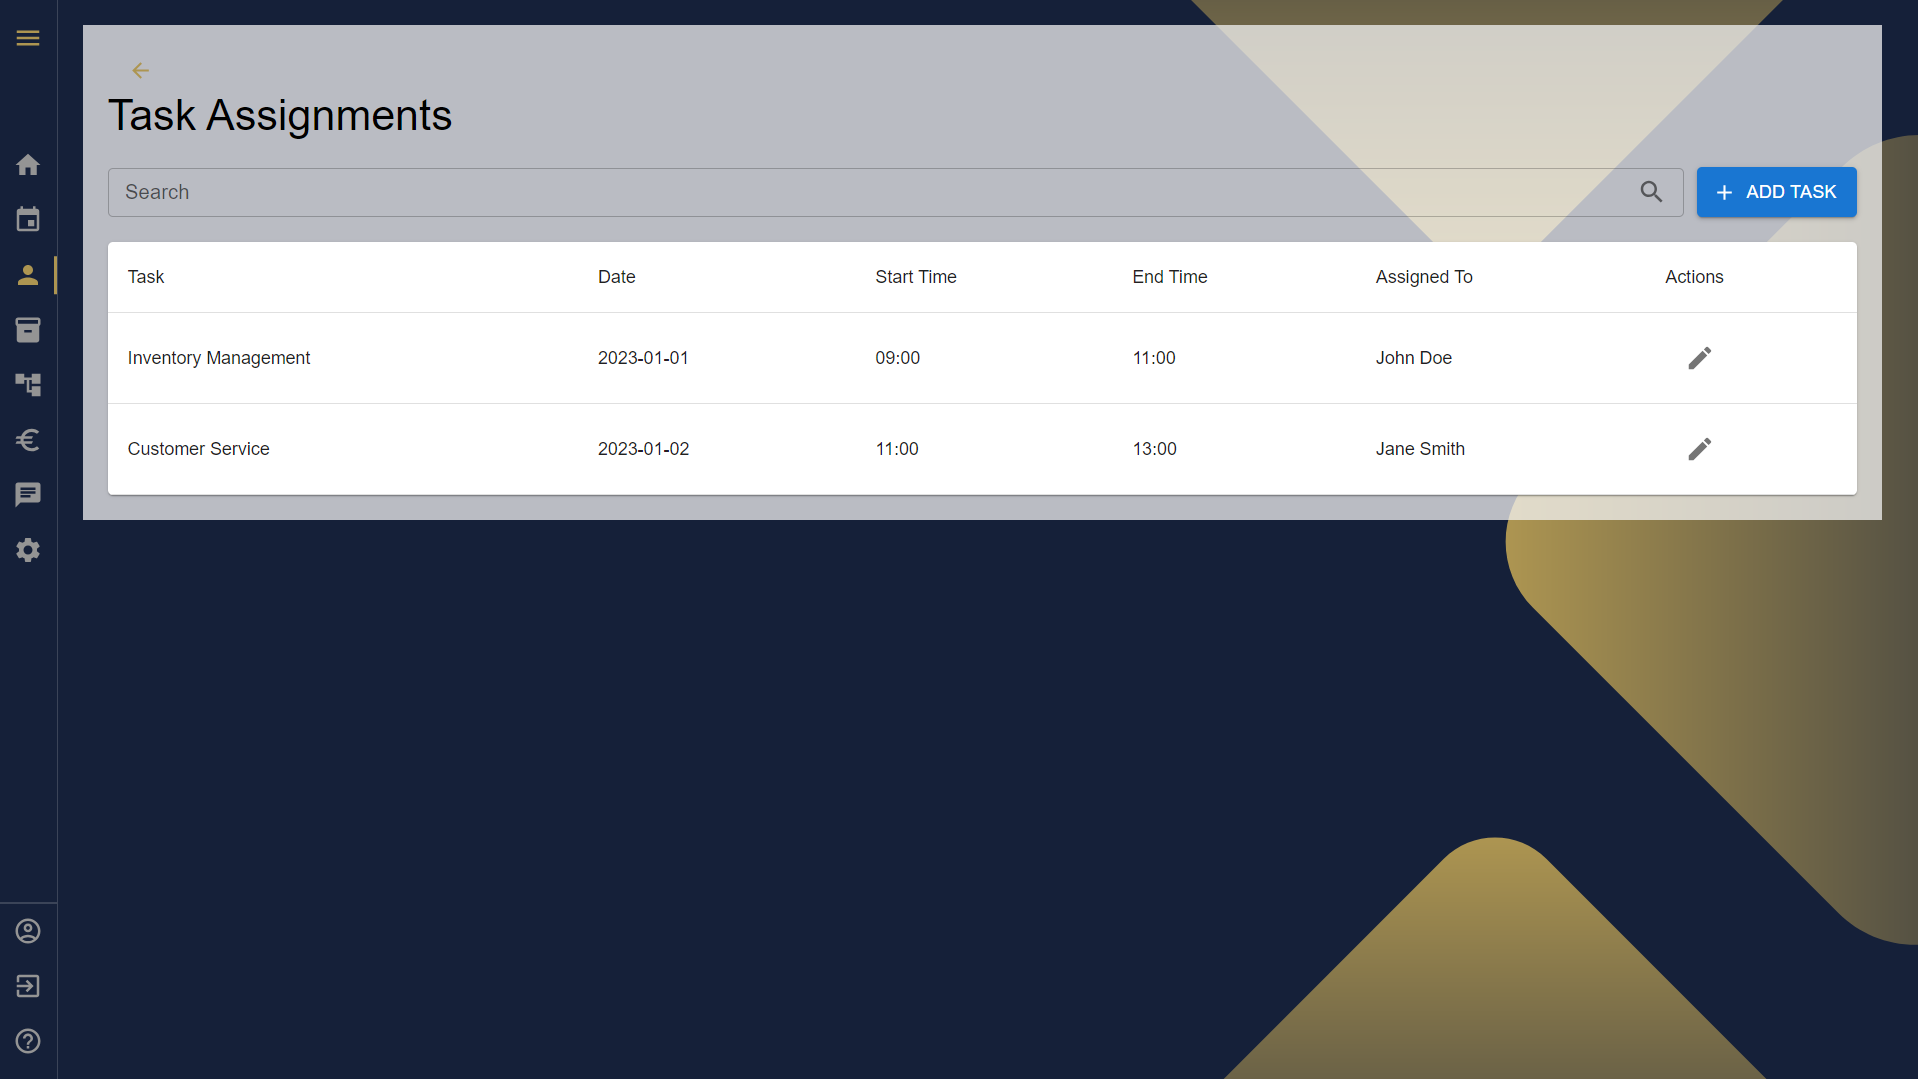 Task Assignments
Search
ADD TASK
Task Date Start Time End Time Assigned To Actions
Inventory Management 2023-01-01 09:00 11:00 John Doe
Customer Service 2023-01-02 11:00 13:00 Jane Smith